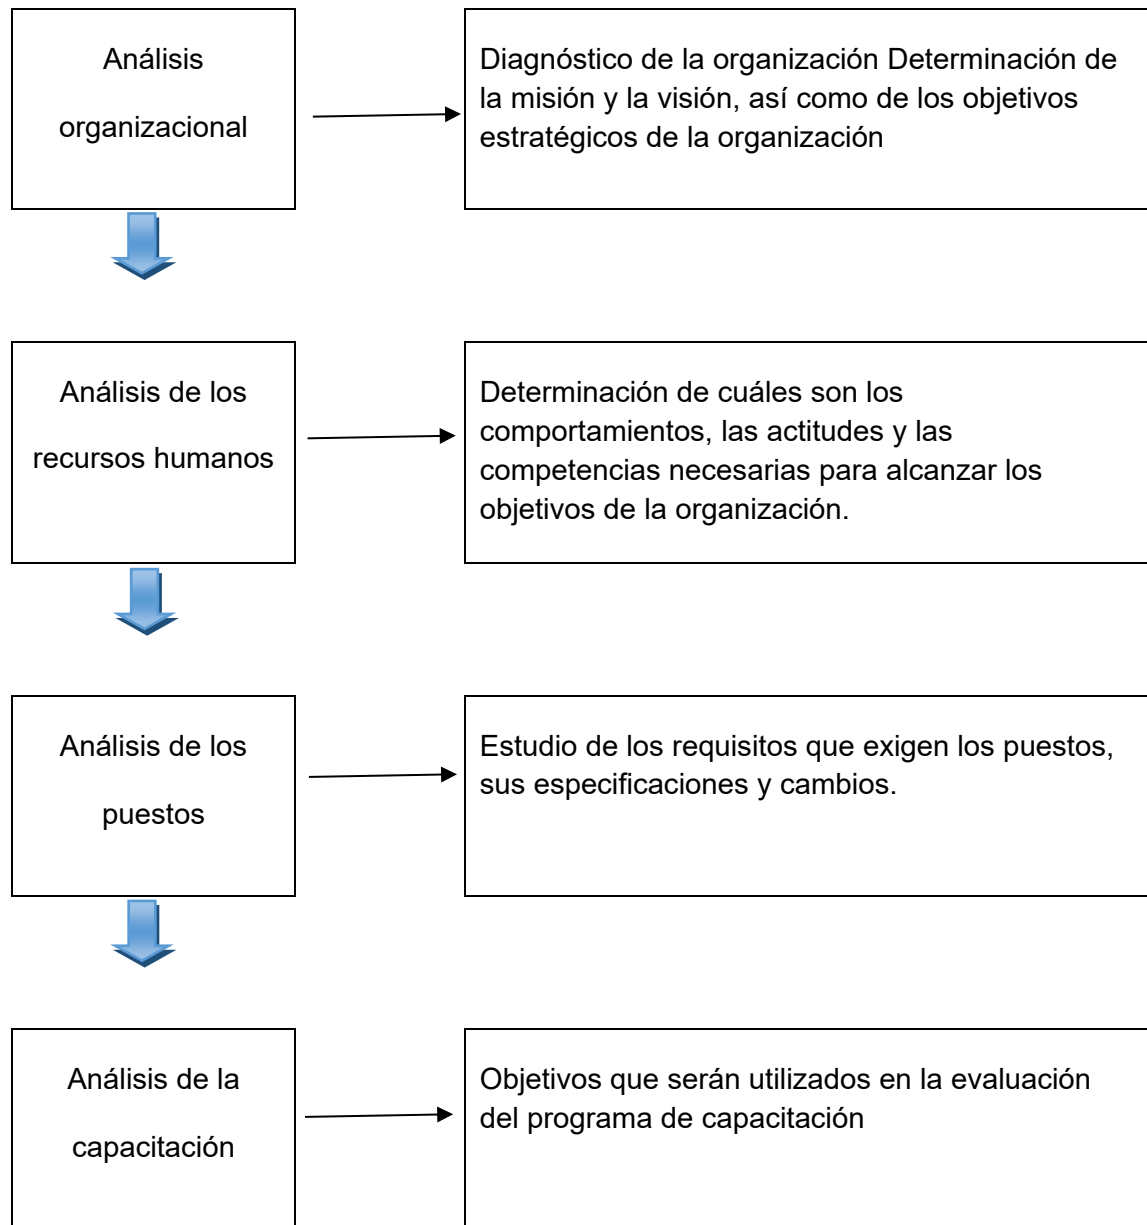 Análisis
organizacional
Diagnóstico de la organización Determinación de
la misión y la visión, así como de los objetivos
estratégicos de la organización
Análisis de los
recursos humanos
Determinación de cuáles son los
comportamientos, las actitudes y las
competencias necesarias para alcanzar los
objetivos de la organización.
Análisis de los
puestos
Estudio de los requisitos que exigen los puestos,
sus especificaciones y cambios.
Análisis de la
capacitación
Objetivos que serán utilizados en la evaluación
del programa de capacitación